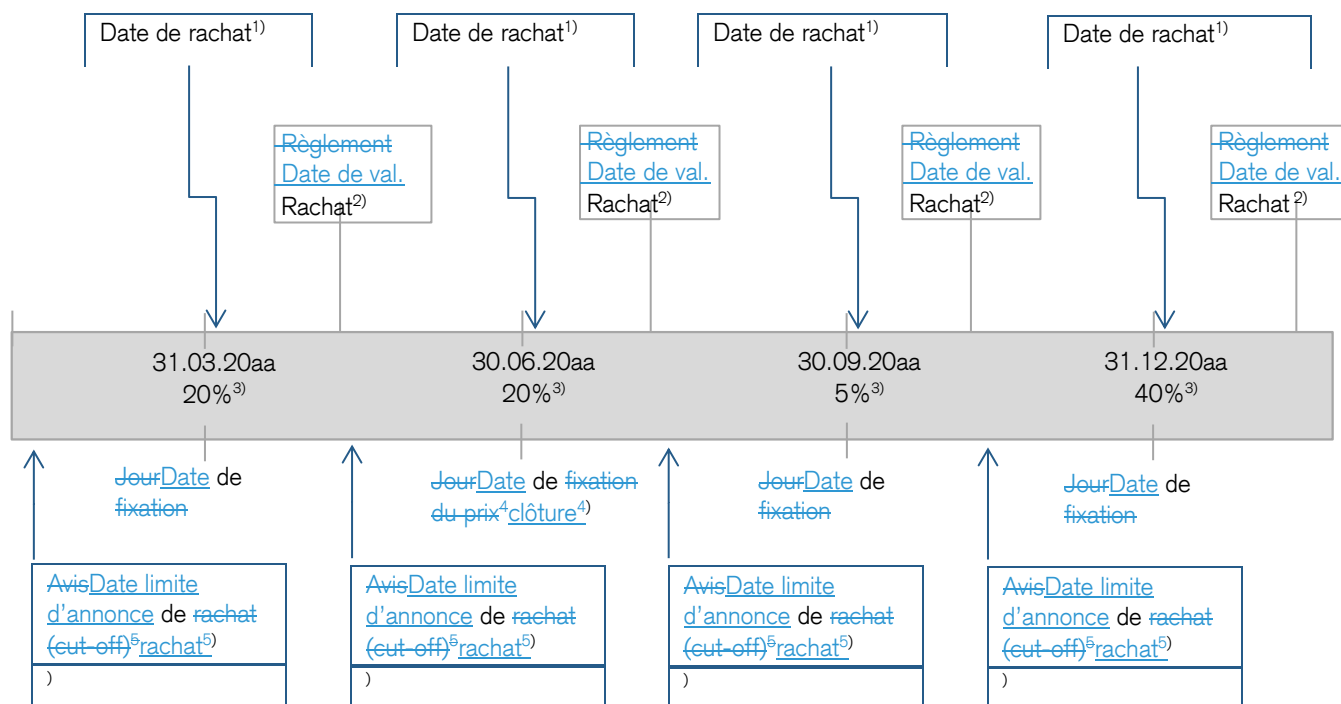 Date de rachat1)
Date de rachat1)
Date de rachat1)
Date de rachat1)
Règlement
Date de val.
Rachat2)
Règlement
Date de val.
Rachat2)
Règlement
Date de val.
Rachat2)
Règlement
Date de val.
Rachat2)
31.03.20aa
20%3)
30.06.20aa
20%3)
30.09.20aa
5%3)
31.12.20aa
40%3)
JourDate de
fixation
JourDate de fixation
du prix4clôture4)
JourDate de
fixation
JourDate de
fixation
AvisDate limite
d'annonce de rachat
(cut-off)5rachat5)
)
AvisDate limite
d'annonce de rachat
(cut-off)5rachat5)
)
AvisDate limite
d'annonce de rachat
(cut-off)5rachat5)
)
AvisDate limite
d'annonce de rachat
(cut-off)5rachat5)
)